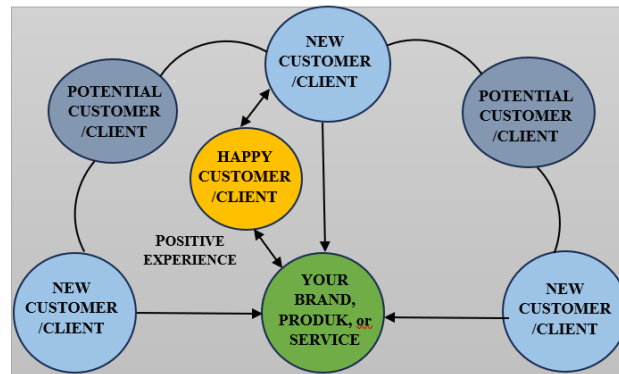 NEW
CUSTOMER
/CLIENT
POTENTIAL
CUSTOMER
/CLIENT
POTENTIAL
CUSTOMER
/CLIENT
HAPPY
CUSTOMER
/CLIENT
POSITIVE
EXPERIENCE
NEW
CUSTOMER
/CLIENT
YOUR
BRAND,
PRODUK, or
SERVICE
NEW
CUSTOMER
/CLIENT